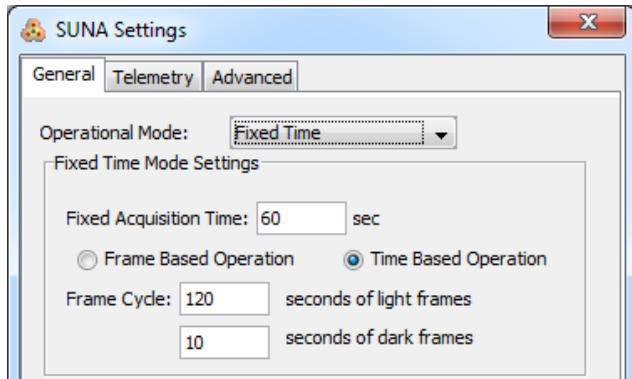 SUNA Settings
General Telemetry Advanced
Operational Mode: Fixed Time
Fixed Time Mode Settings
Fixed Acquisition Time: 60 sec
Frame Based Operation Time Based Operation
Frame Cycle: 120 seconds of light frames
10 seconds of dark frames